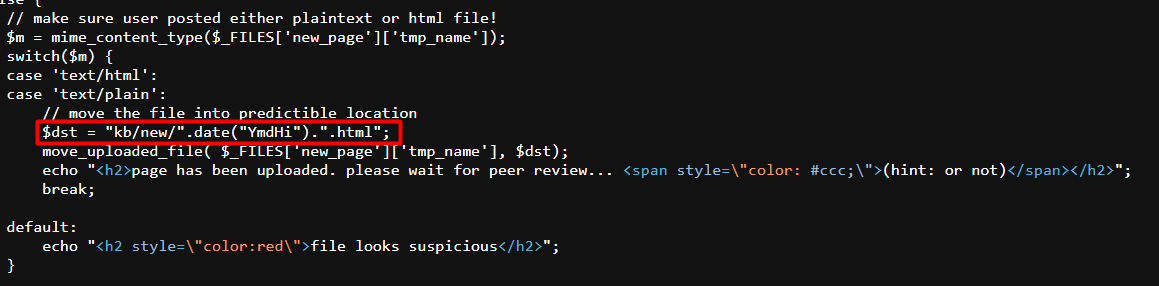 else {
// make sure user posted either plaintext or html file!
$m = mime_content_type($_FILES['new_page']['tmp_name']);
switch($m) {
case 'text/html':
case 'text/plain':
// move the file into predictible location
$dst = "kb/new/".date("YmdHi").".html";
move_uploaded_file( $_FILES['new_page']['tmp_name'], $dst);
echo "<h2>page has been uploaded. please wait for peer review... <span style=\"color: #ccc;\">(hint: or not)</span></h2>";
break;
default:
echo "<h2 style=\"color:red\">file looks suspicious</h2>";
}